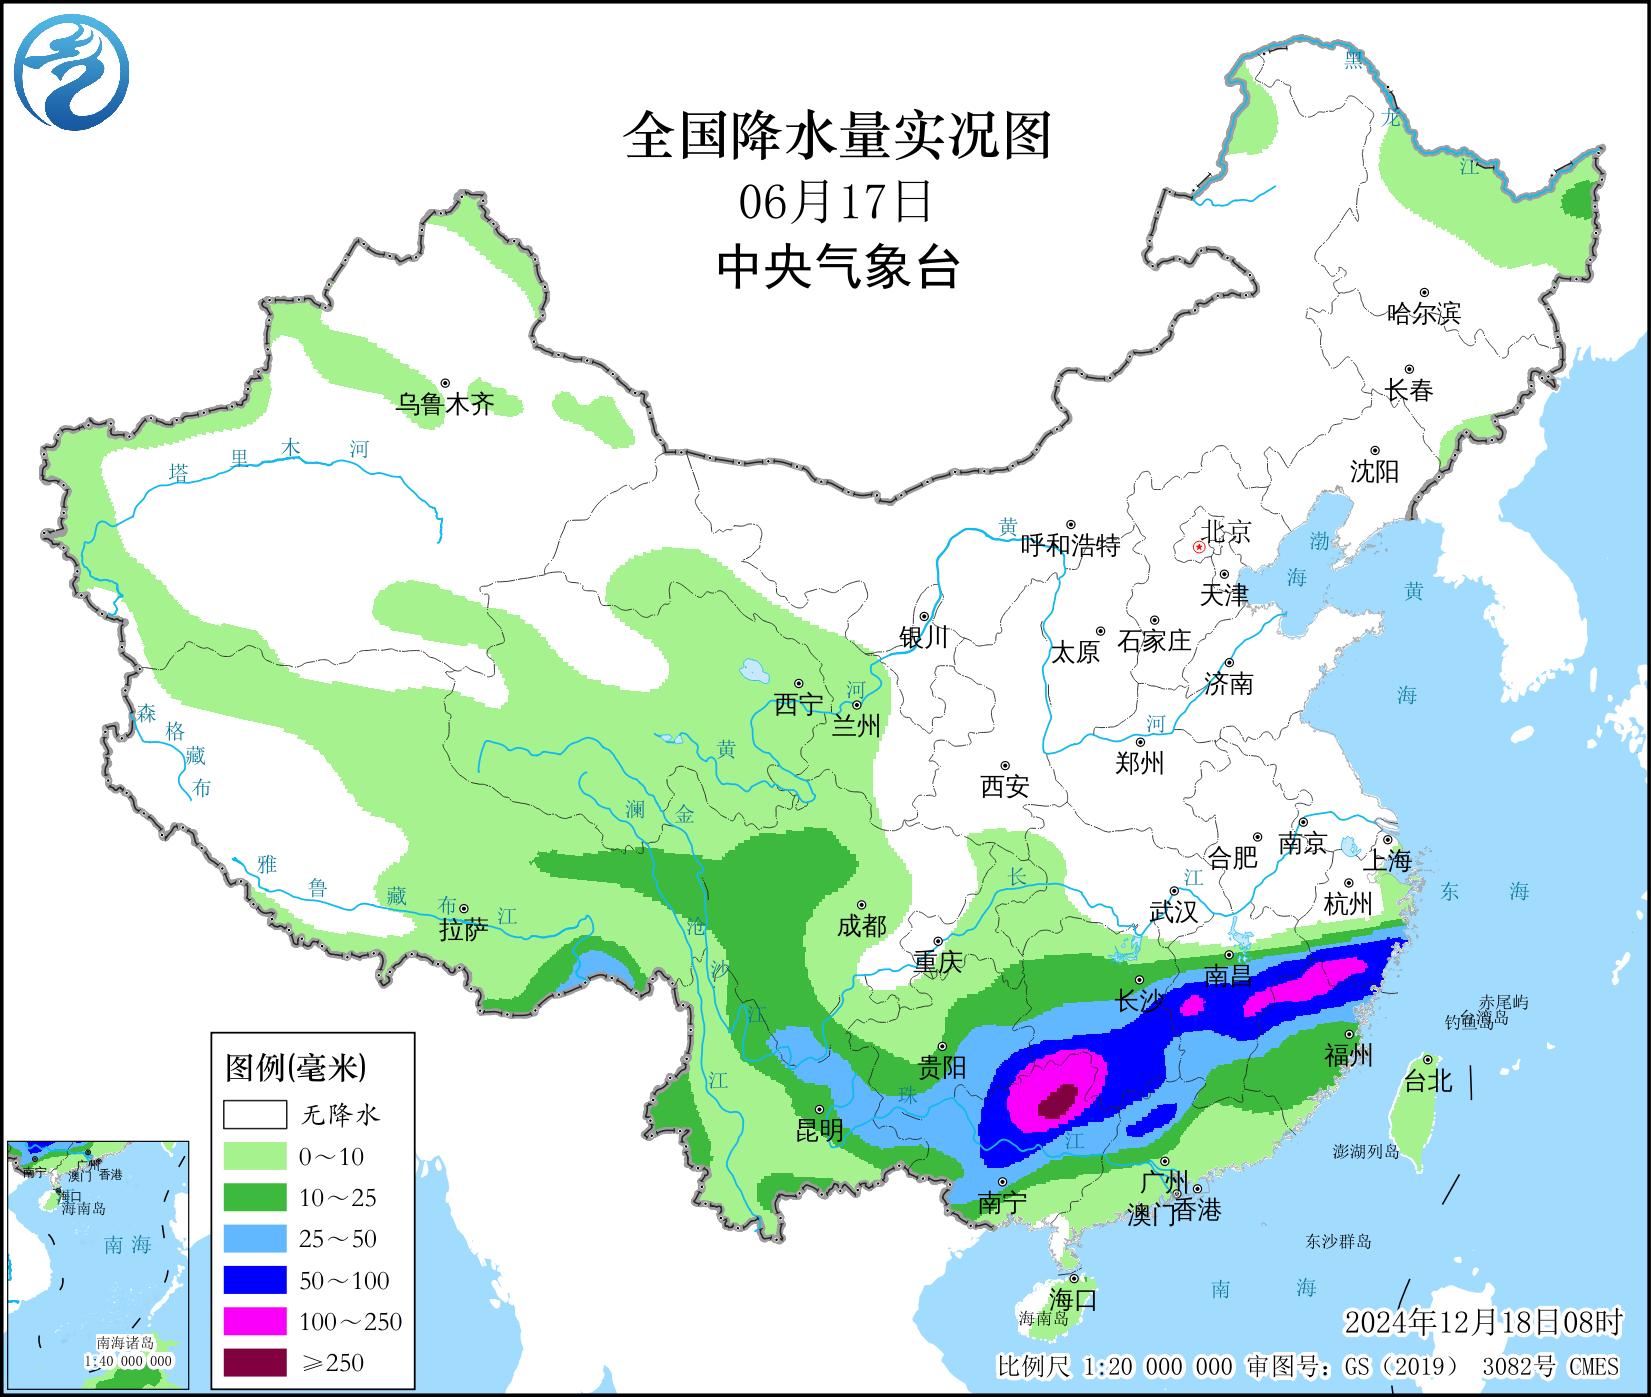 全国降水量实况图
06月17日
中央气象台
黑
龙
江
哈尔滨
长春
沈阳
乌鲁木齐
塔 里 木 河
北京
天津
渤
海
黄
海
呼和浩特
黄
银川
太原
石家庄
济南
河
西宁
兰州
河
黄
郑州
西安
森
格
藏
布
澜
金
合肥
南京
上海
杭州
东 海
雅
鲁
藏
布
江
拉萨
成都
沧
沙
江
江
长
江
武汉
重庆
南昌
长沙
贵阳
福州
赤尾屿
台湾岛
钓鱼岛
台北
昆明
珠
江
澎湖列岛
广州
南宁
澳门
香港
东沙群岛
海口
海南岛
南 海
图例(毫米)
无降水
0～10
10～25
25～50
50～100
100～250
≥250
广州
南宁
澳门
香港
海口
海南岛
南 海
南海诸岛
1:40 000 000
2024年12月18日08时
比例尺 1:20 000 000 审图号: GS（2019） 3082号 CMES